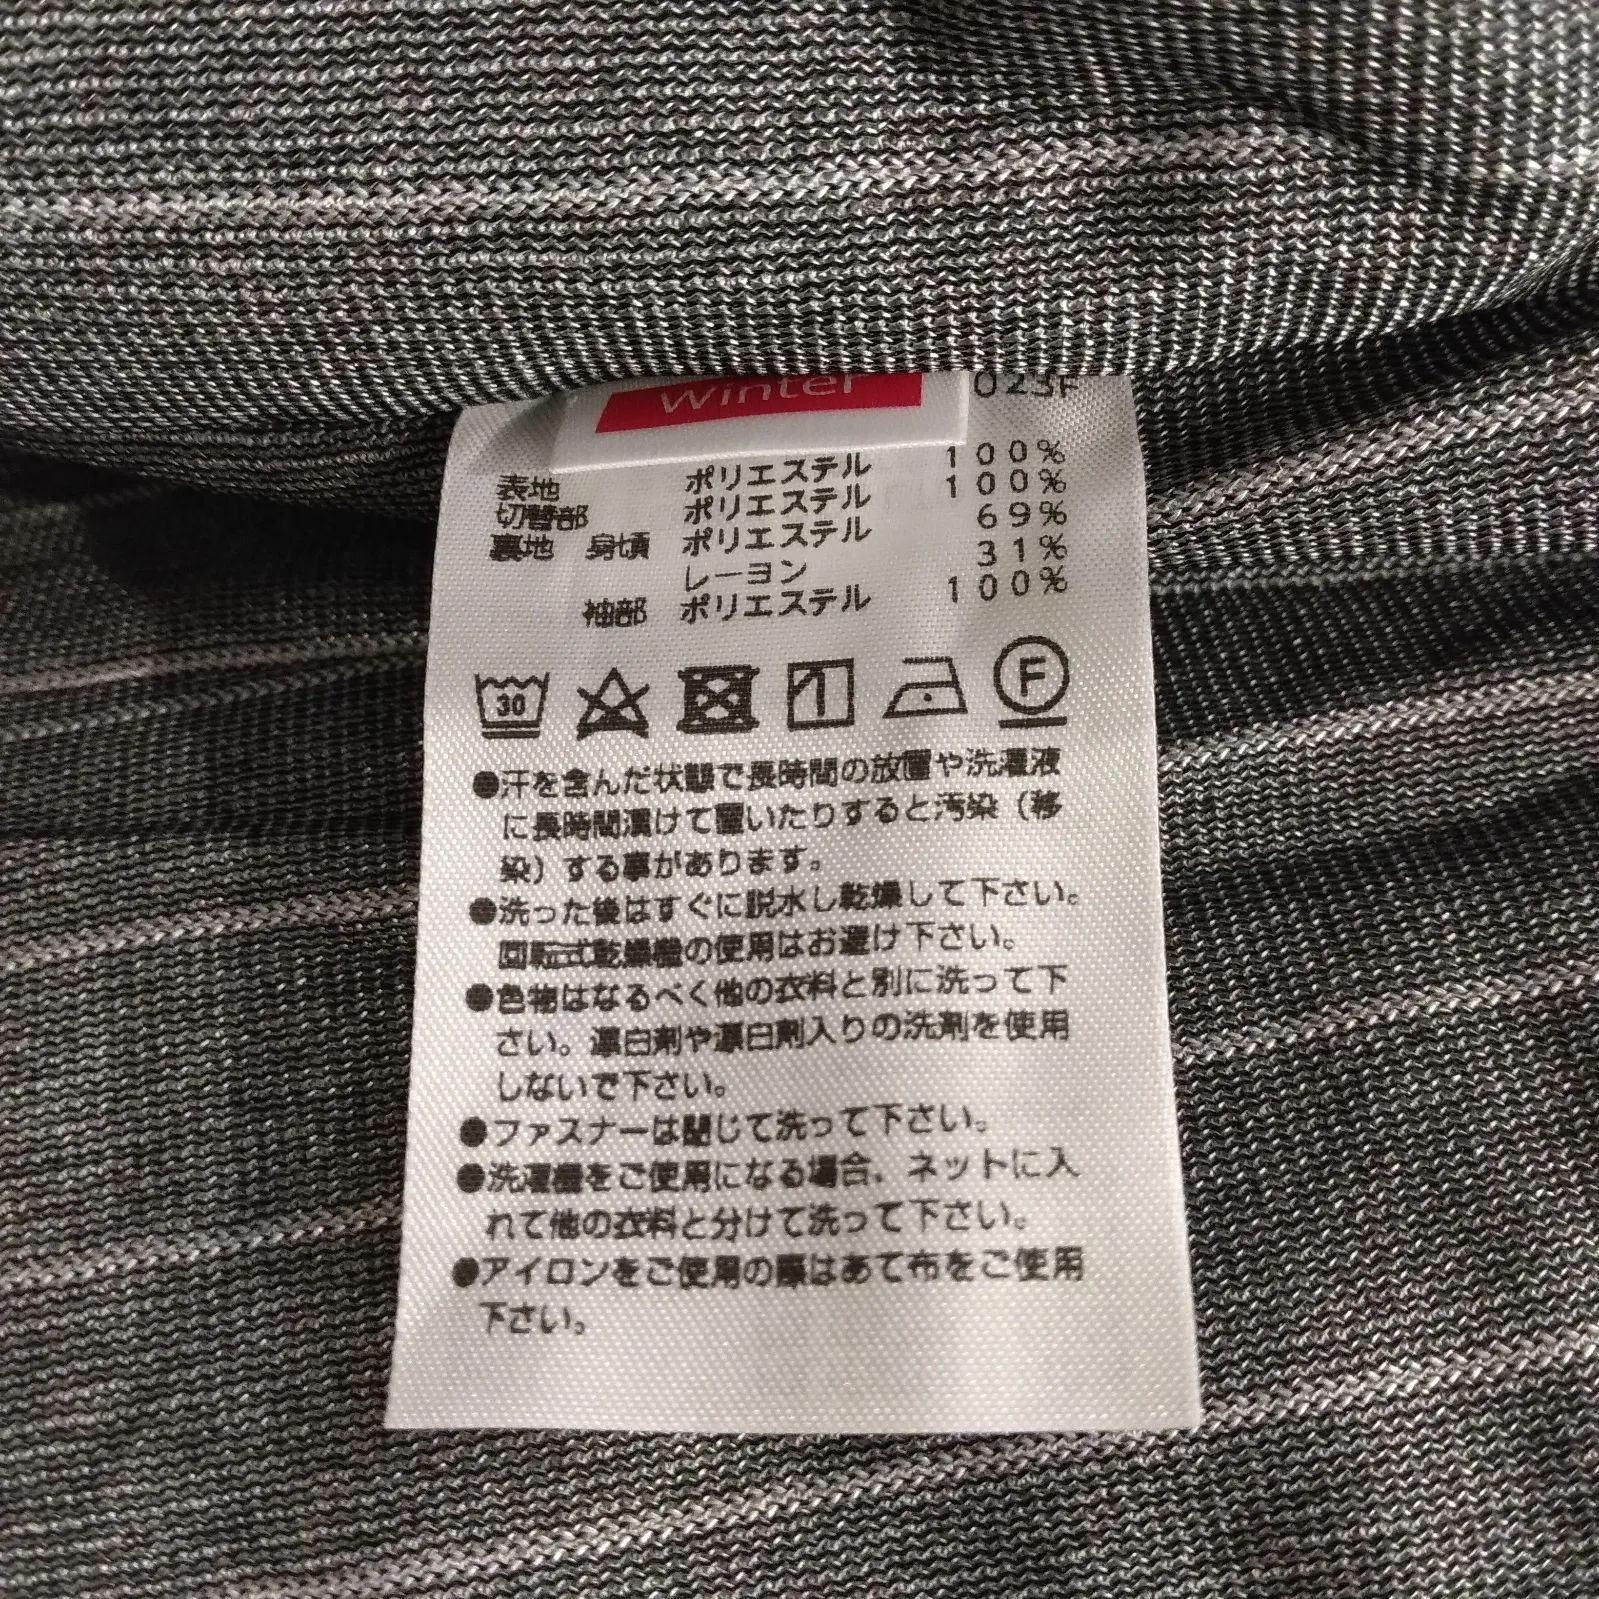 Winter
023F
表地 ポリエステル 100%
切替部 ポリエステル 100%
裏地 身頃 ポリエステル 69%
レーヨン 31%
袖部 ポリエステル 100%
30
F
●汗を含んだ状態で長時間の放置や洗濯液
に長時間漬けて置いたりすると汚染（移
染）する事があります。
●洗った後はすぐに脱水し乾燥して下さい。
回転式乾燥機の使用はお避け下さい。
●色物はなるべく他の衣料と別に洗って下
さい。漂白剤や漂白剤入りの洗剤を使用
しないで下さい。
●ファスナーは閉じて洗って下さい。
●洗濯機をご使用になる場合、ネットに入
れて他の衣料と分けて洗って下さい。
●アイロンをご使用の際はあて布をご使用
下さい。